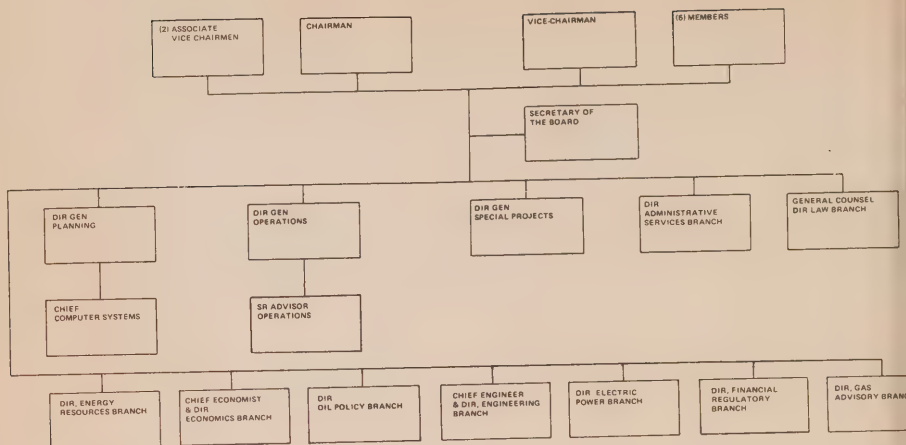 (2) ASSOCIATE
VICE CHAIRMEN
CHAIRMAN
VICE-CHAIRMAN
(6) MEMBERS
SECRETARY OF
THE BOARD
DIR GEN
PLANNING
DIR GEN
OPERATIONS
DIR GEN
SPECIAL PROJECTS
DIR
ADMINISTRATIVE
SERVICES BRANCH
GENERAL COUNSEL
DIR LAW BRANCH
CHIEF
COMPUTER SYSTEMS
SR ADVISOR
OPERATIONS
DIR, ENERGY
RESOURCES BRANCH
CHIEF ECONOMIST
& DIR
ECONOMICS BRANCH
DIR
OIL POLICY BRANCH
CHIEF ENGINEER
& DIR, ENGINEERING
BRANCH
DIR ELECTRIC
POWER BRANCH
DIR, FINANCIAL
REGULATORY
BRANCH
DIR, GAS
ADVISORY BRANC